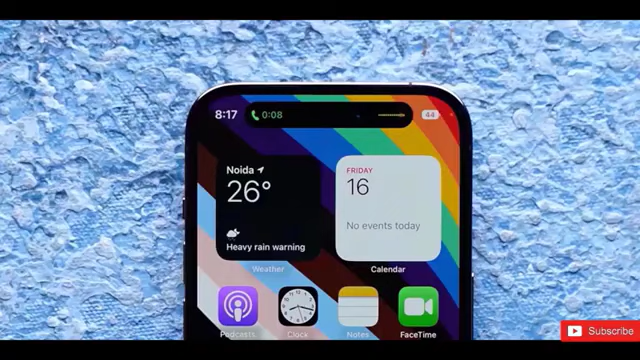 8:17
0:08
44
Noida
26°
Heavy rain warning
Weather
FRIDAY
16
No events today
Calendar
Podcasts
Clock
Notes
FaceTime
Subscribe